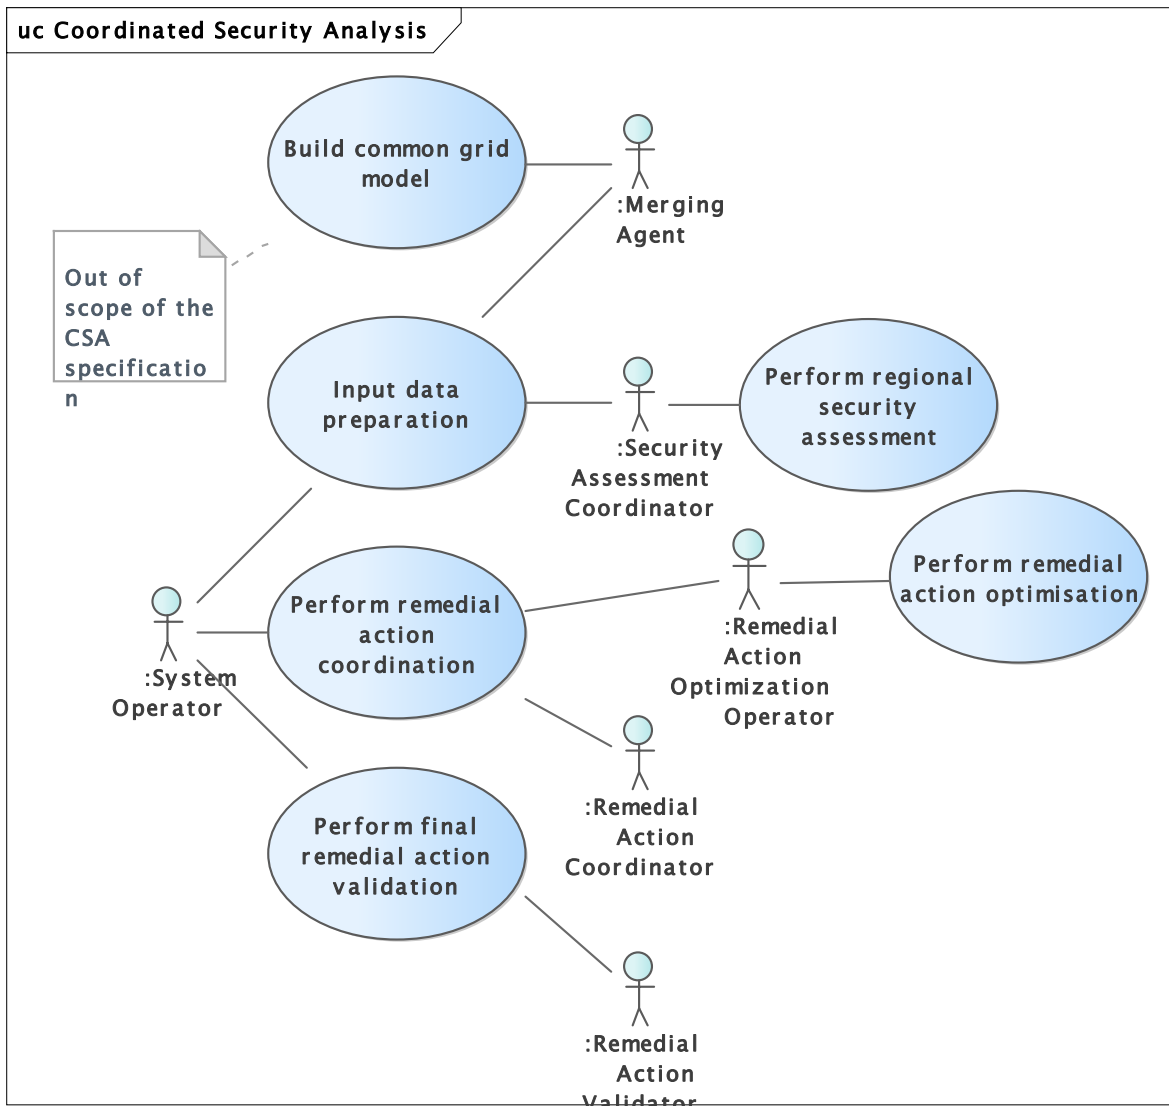 uc Coordinated Security Analysis
Build common grid
model
:Merging
Agent
Out of
scope of the
CSA
specificatio
n
Input data
preparation
:Security
Assessment
Coordinator
Perform regional
security
assessment
Perform remedial
action optimisation
:Remedial
Action
Optimization
Operator
Perform remedial
action
coordination
:System
Operator
:Remedial
Action
Coordinator
Perform final
remedial action
validation
:Remedial
Action
Validator